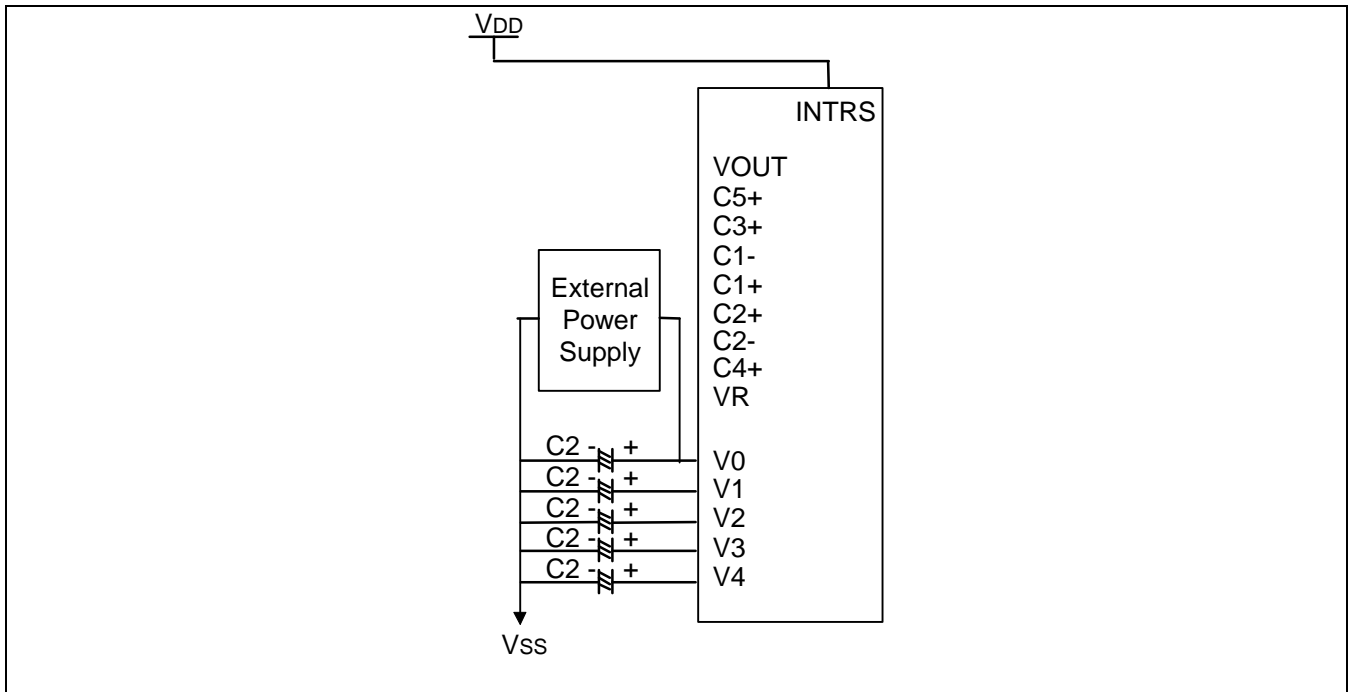 VDD
INTRS
VOUT
C5+
C3+
C1-
C1+
C2+
C2-
C4+
VR
External
Power
Supply
C2 - + V0
C2 - + V1
C2 - + V2
C2 - + V3
C2 - + V4
Vss